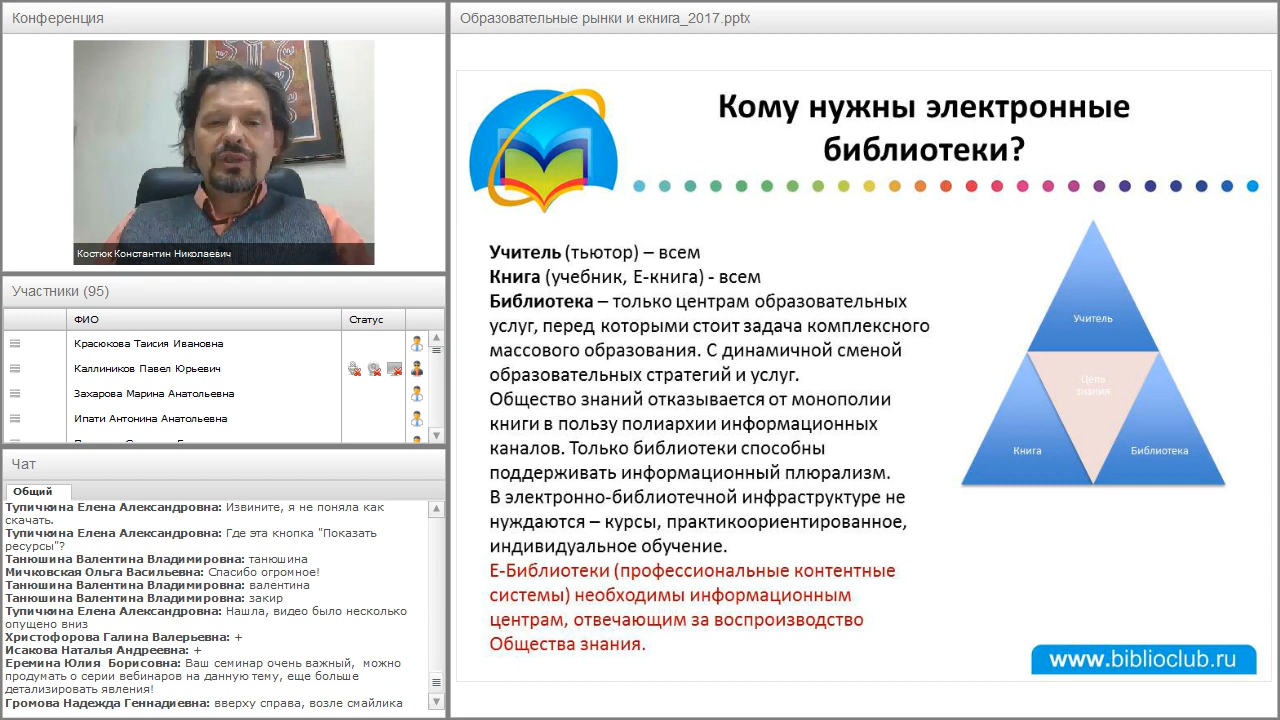 Конференция
Костюк Константин Николаевич
Участники (95)
ФИО
Статус
Красюкова Таисия Ивановна
Каллиников Павел Юрьевич
Захарова Марина Анатольевна
Ипати Антонина Анатольевна
Чат
Общий
Тупичкина Елена Александровна: Извините, я не поняла как
скачать.
Тупичкина Елена Александровна: Где эта кнопка "Показать
ресурсы"?
Танюшина Валентина Владимировна: танюшина
Мичковская Ольга Васильевна: Спасибо огромное!
Танюшина Валентина Владимировна: валентина
Танюшина Валентина Владимировна: закир
Тупичкина Елена Александровна: Нашла, видео было несколько
опущено вниз
Христофорова Галина Валерьевна: +
Исакова Наталья Андреевна: +
Еремина Юлия Борисовна: Ваш семинар очень важный, можно
продумать о серии вебинаров на данную тему, еще больше
детализировать явления!
Громова Надежда Геннадиевна: вверху справа, возле смайлика
Образовательные рынки и екнига_2017.pptx
Кому нужны электронные
библиотеки?
Учитель (тьютор) – всем
Книга (учебник, Е-книга) - всем
Библиотека – только центрам образовательных
услуг, перед которыми стоит задача комплексного
массового образования. С динамичной сменой
образовательных стратегий и услуг.
Общество знаний отказывается от монополии
книги в пользу полиархии информационных
каналов. Только библиотеки способны
поддерживать информационный плюрализм.
В электронно-библиотечной инфраструктуре не
нуждаются – курсы, практикоориентированное,
индивидуальное обучение.
Е-Библиотеки (профессиональные контентные
системы) необходимы информационным
центрам, отвечающим за воспроизводство
Общества знания.
Учитель
Цепь
знания
Книга
Библиотека
www.biblioclub.ru